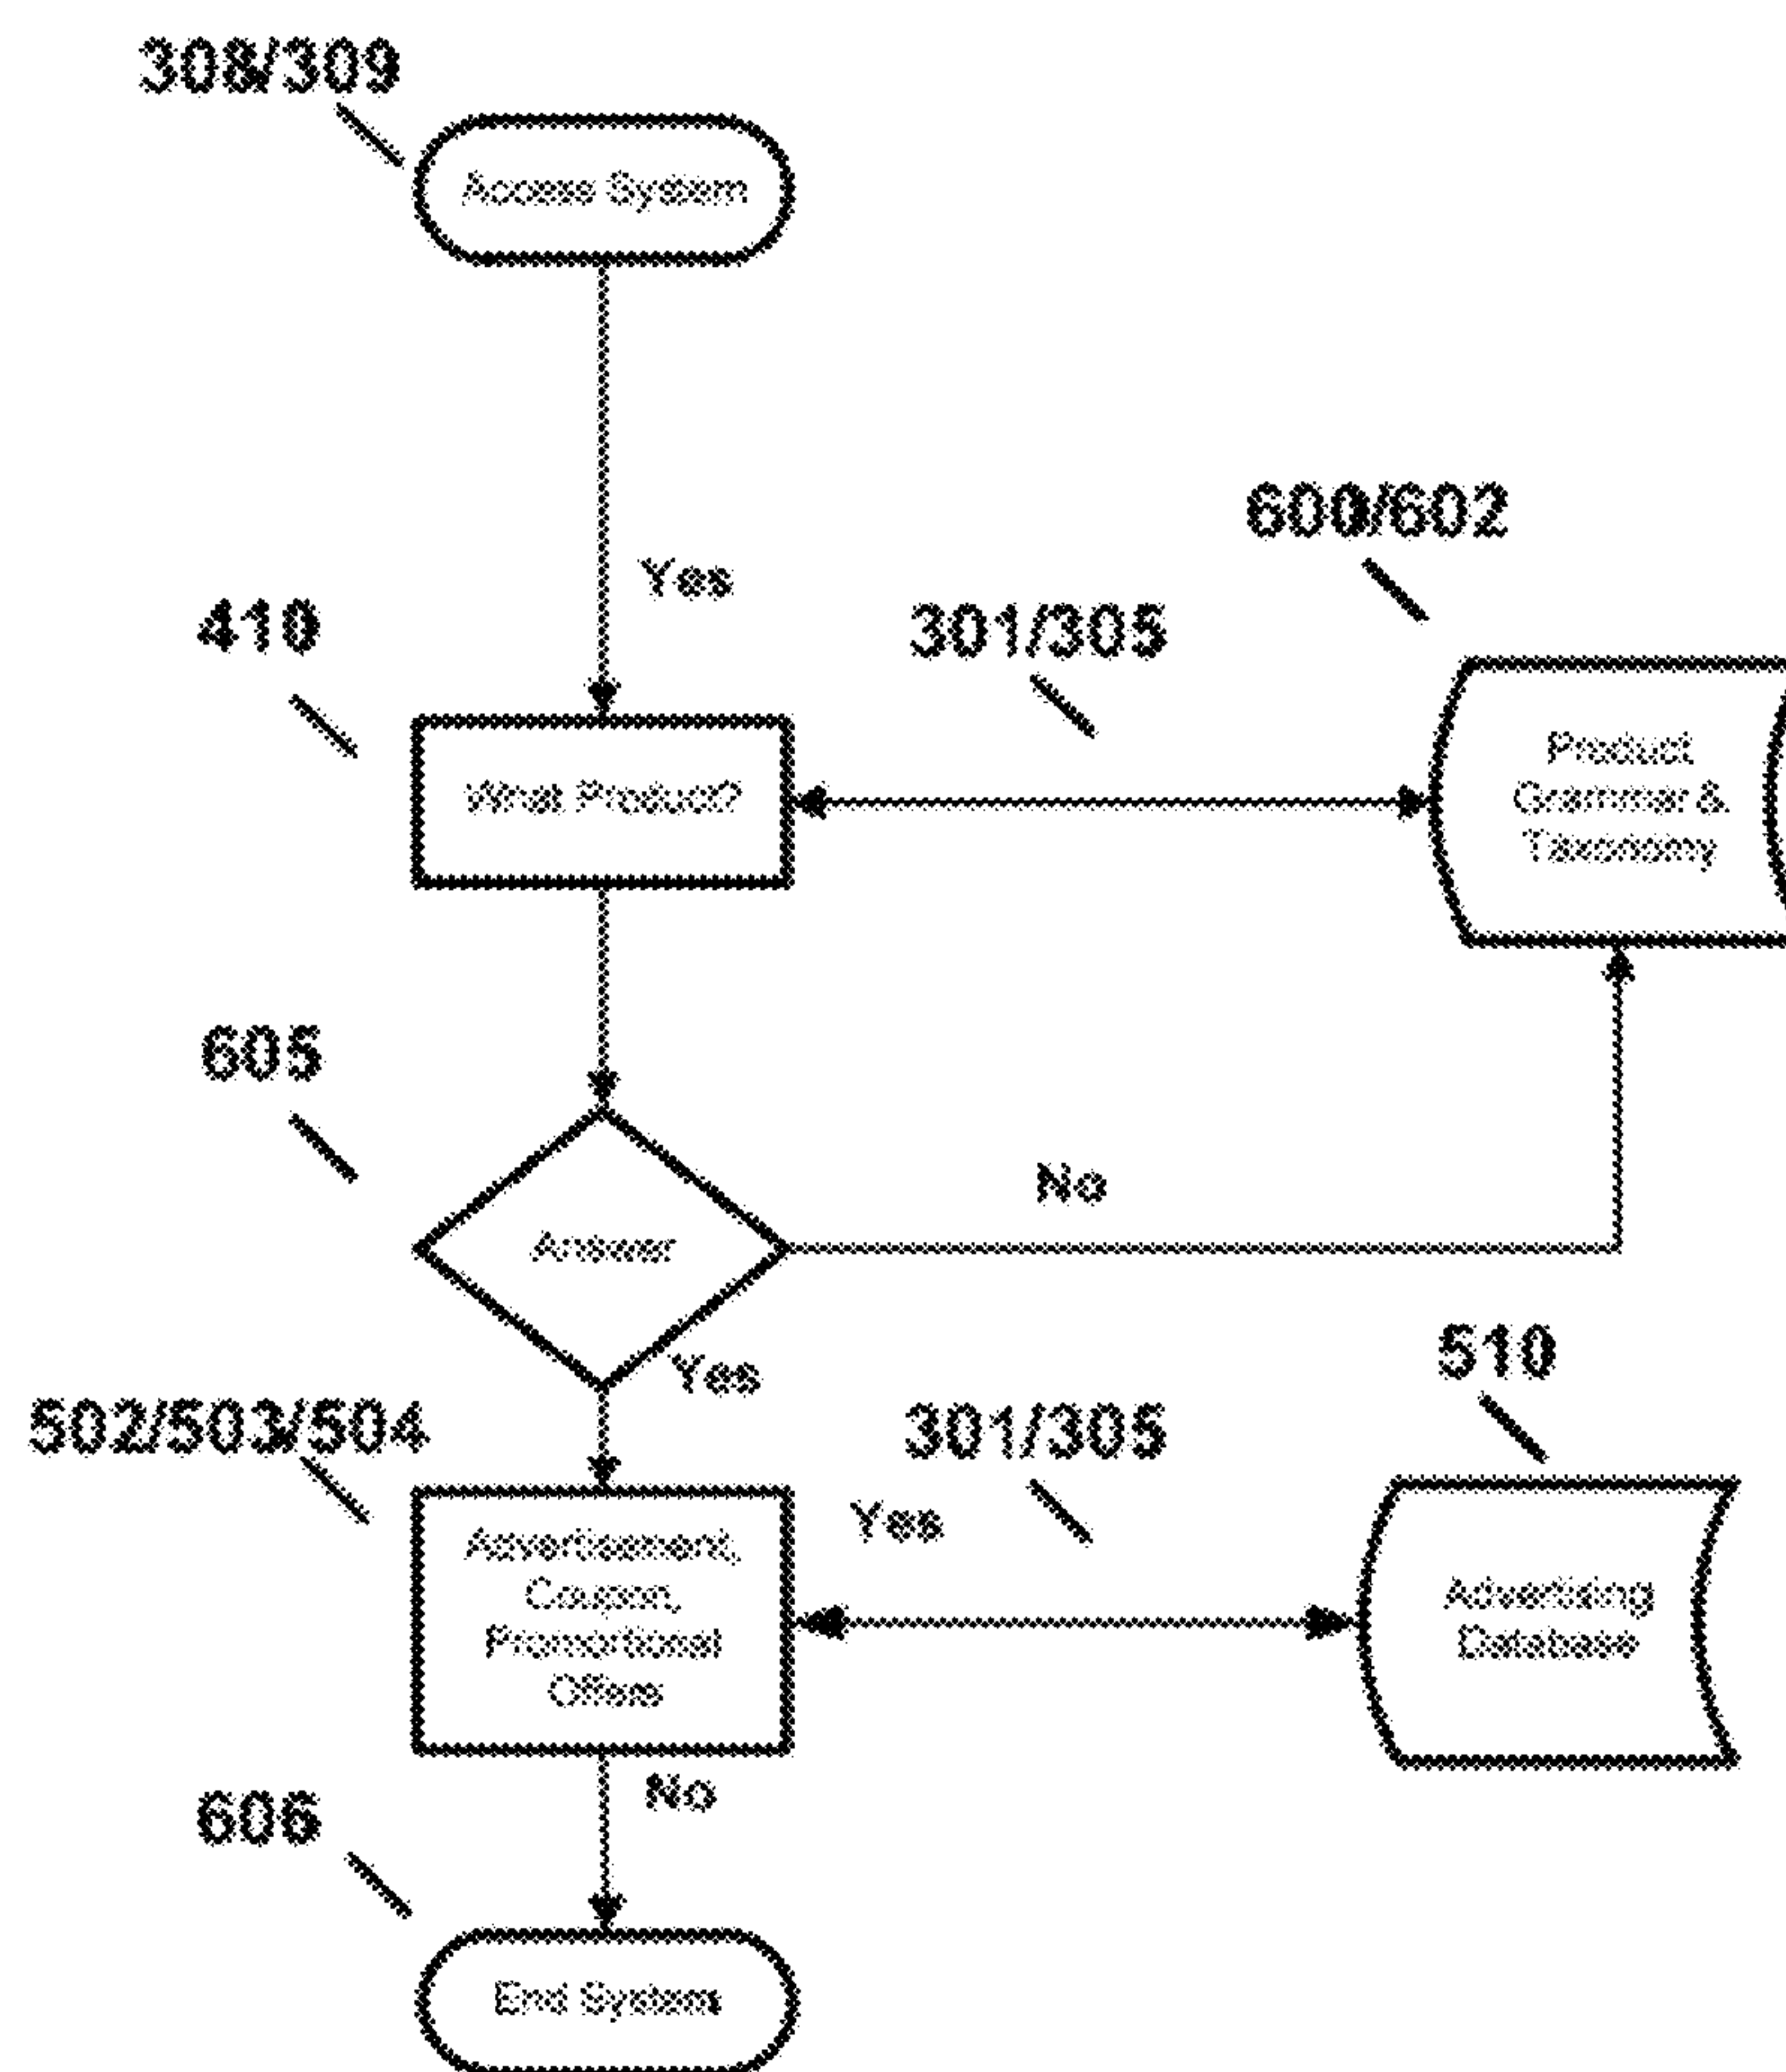 308/309
Access System
Yes
600/602
410
301/305
What Product?
Product
Grammar &
Taxonomy
605
No
Answer
Yes
510
502/503/504
301/305
Yes
Advertisement,
Coupon,
Promortional
Offers
Advertising
Database
No
606
End System